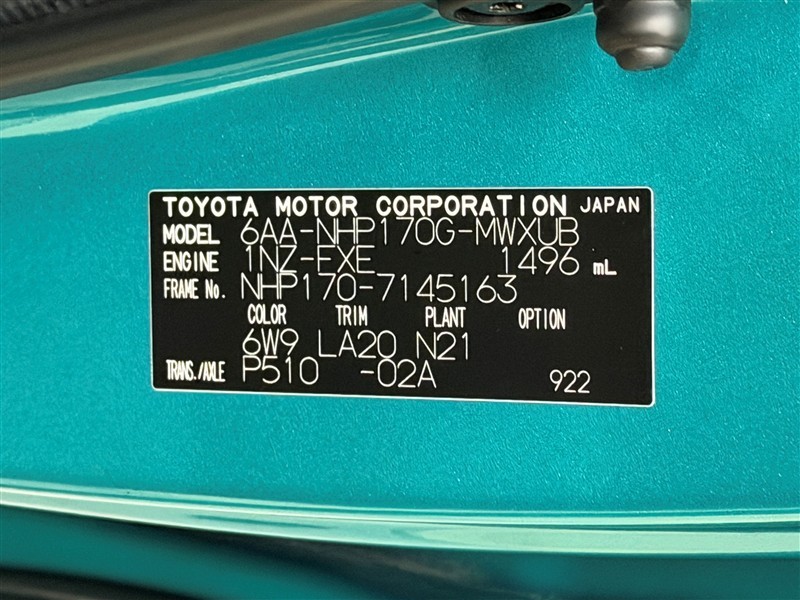 TOYOTA MOTOR CORPORATION JAPAN
MODEL 6AA-NHP170G-MWXUB
ENGINE 1NZ-EXE 1496 mL
FRAME No. NHP170-7145163
COLOR TRIM PLANT OPTION
6W9 LA20 N21
TRANS./AXLE P510 -02A 922